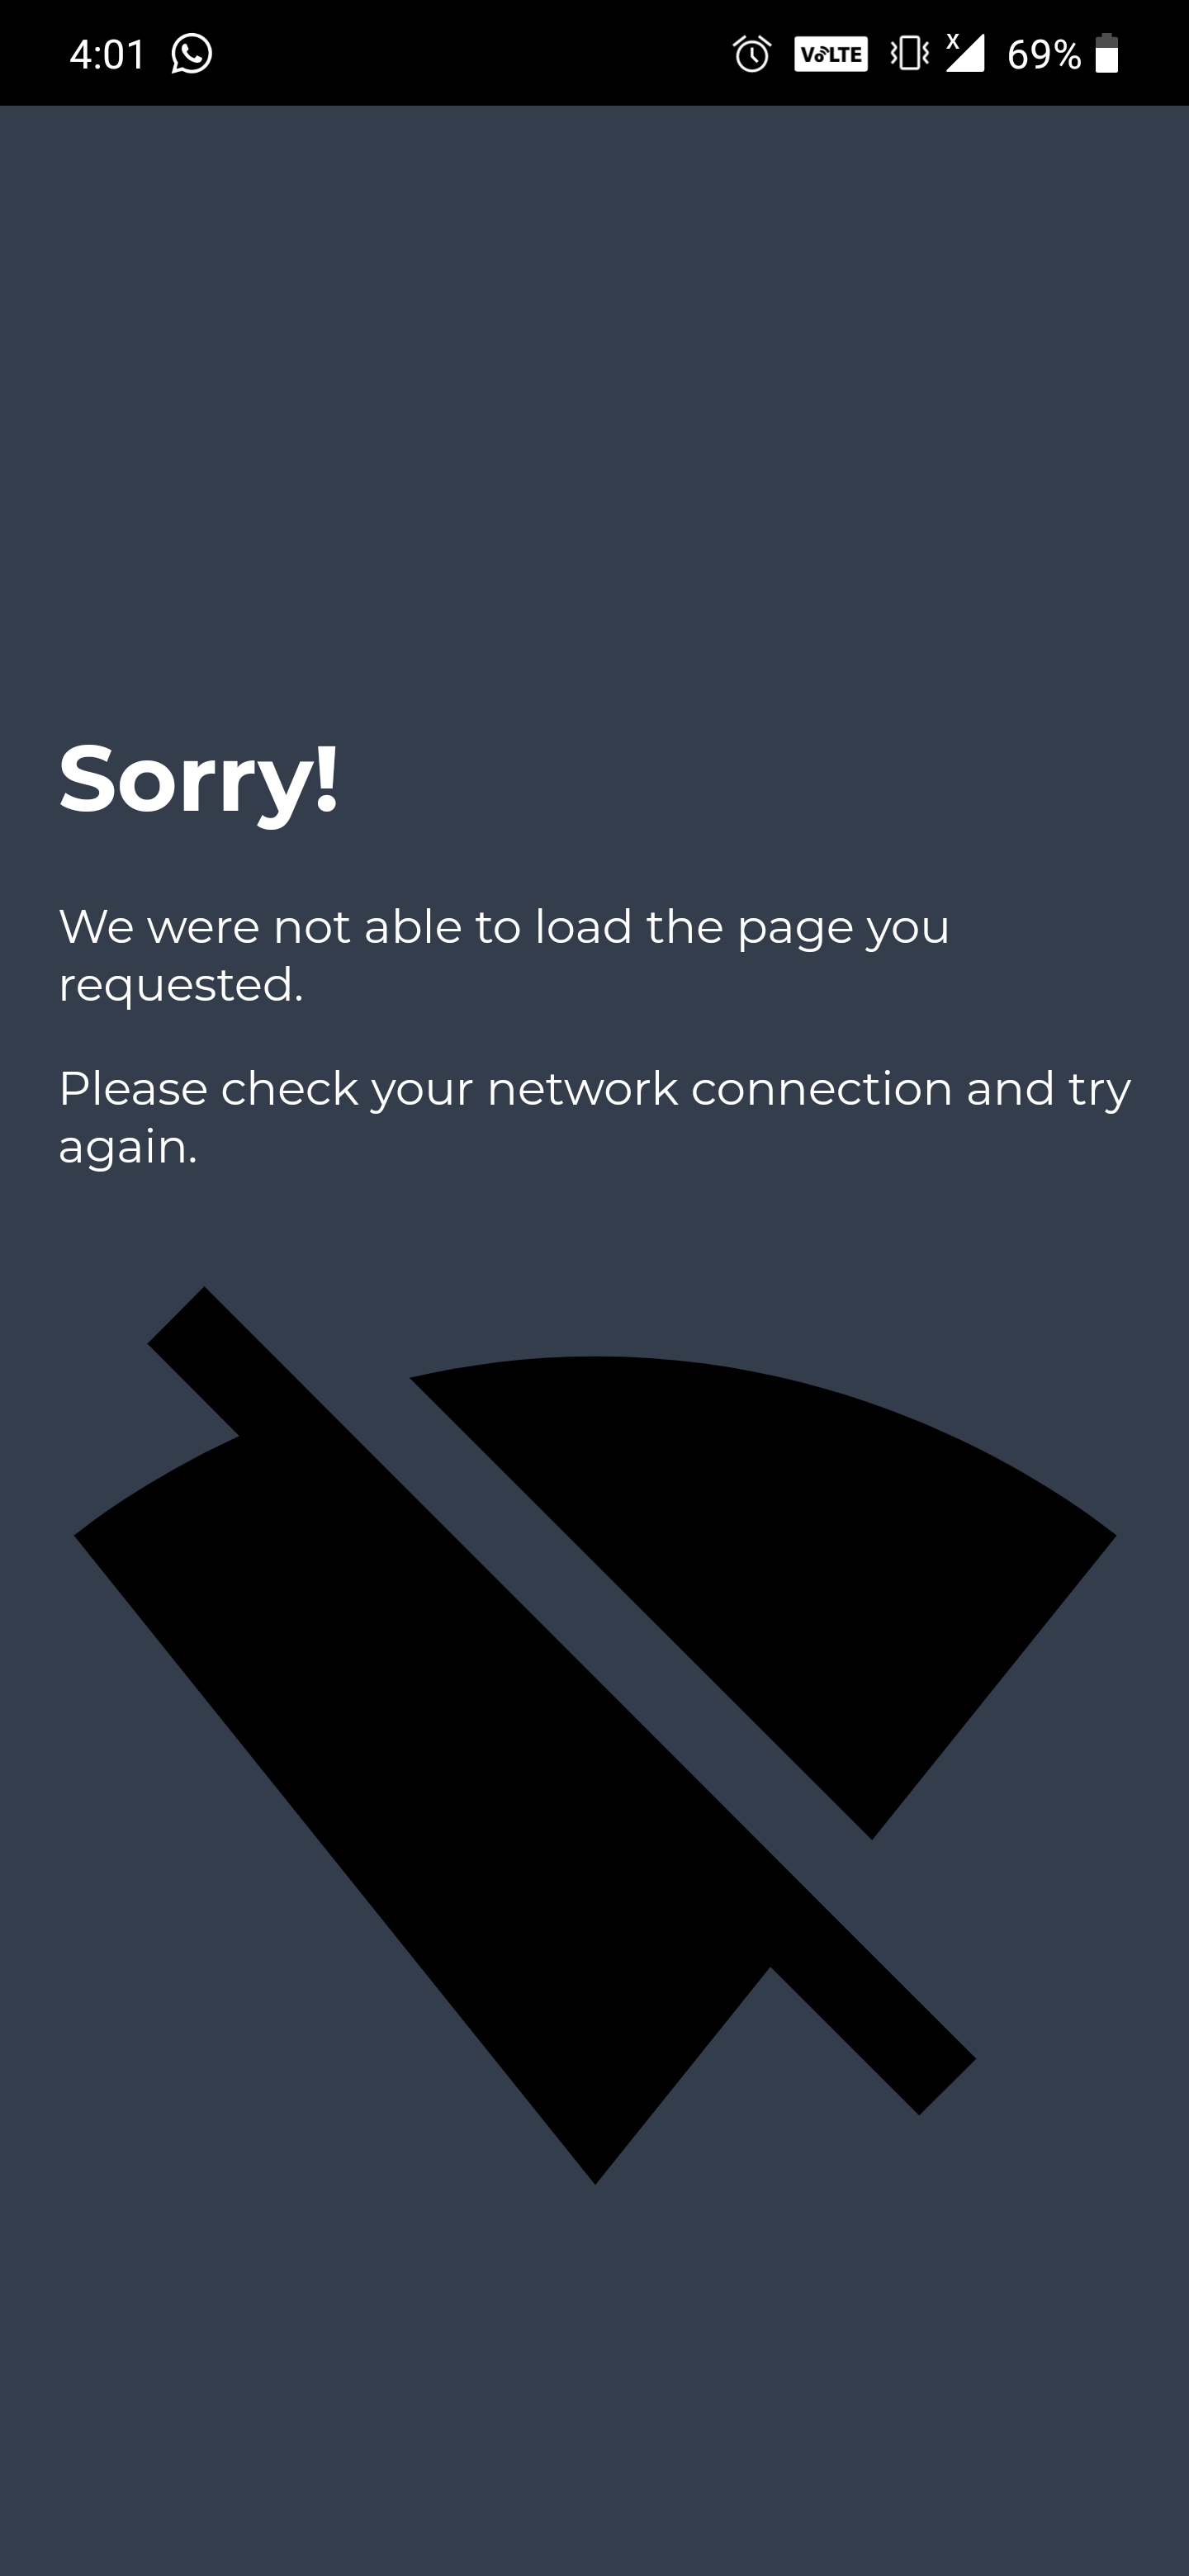 4:01 VoLTE x 69%
Sorry!
We were not able to load the page you
requested.
Please check your network connection and try
again.